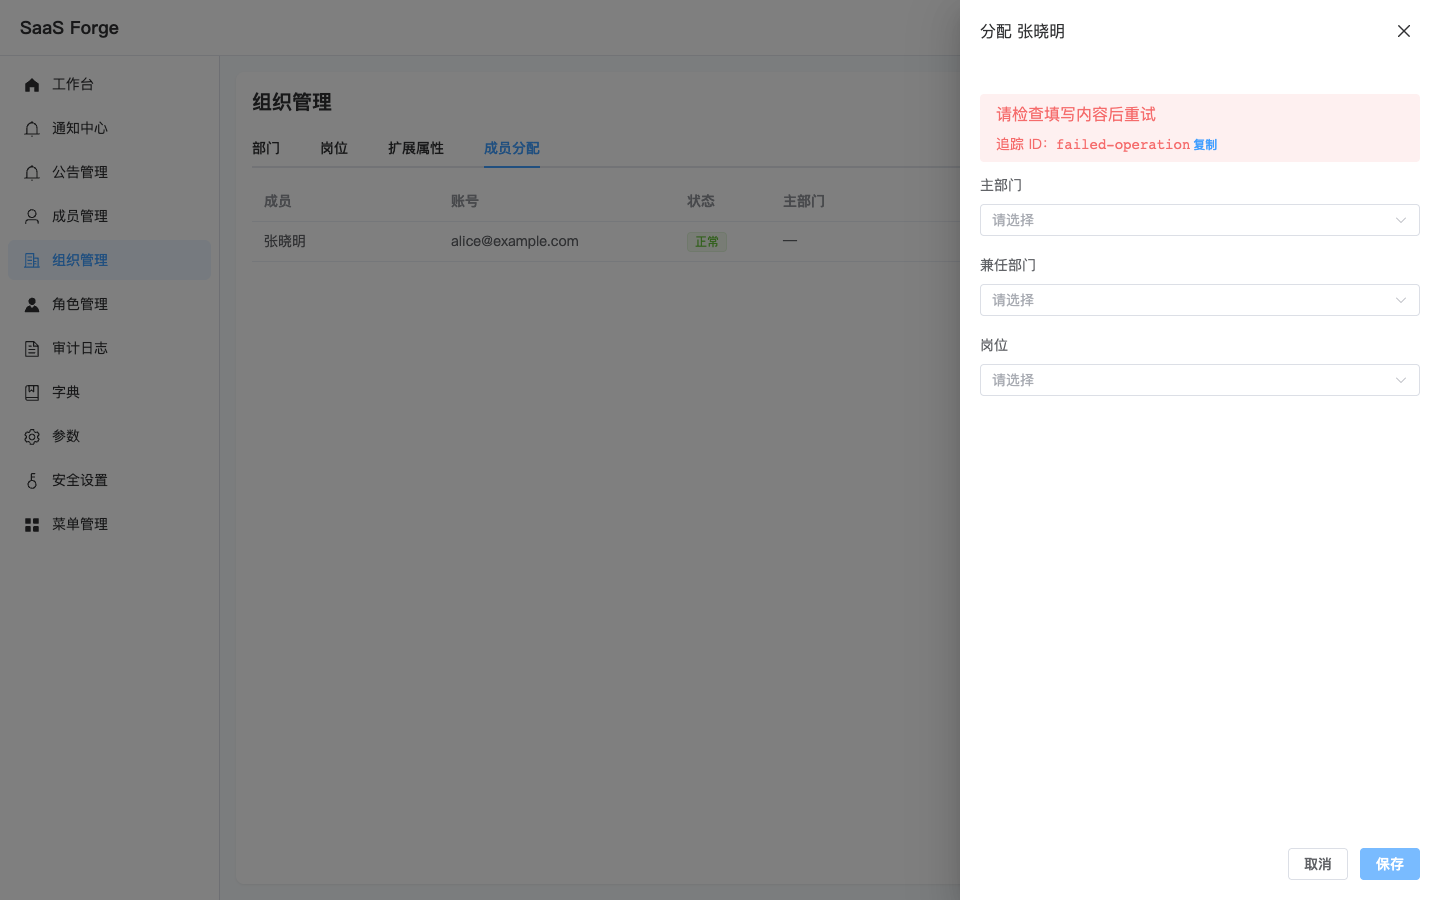 SaaS Forge
工作台
通知中心
公告管理
成员管理
组织管理
角色管理
审计日志
字典
参数
安全设置
菜单管理
组织管理
部门 岗位 扩展属性 成员分配
成员 账号 状态 主部门
张晓明 alice@example.com 正常 —
分配 张晓明
请检查填写内容后重试
追踪 ID: failed-operation 复制
主部门
请选择
兼任部门
请选择
岗位
请选择
取消 保存